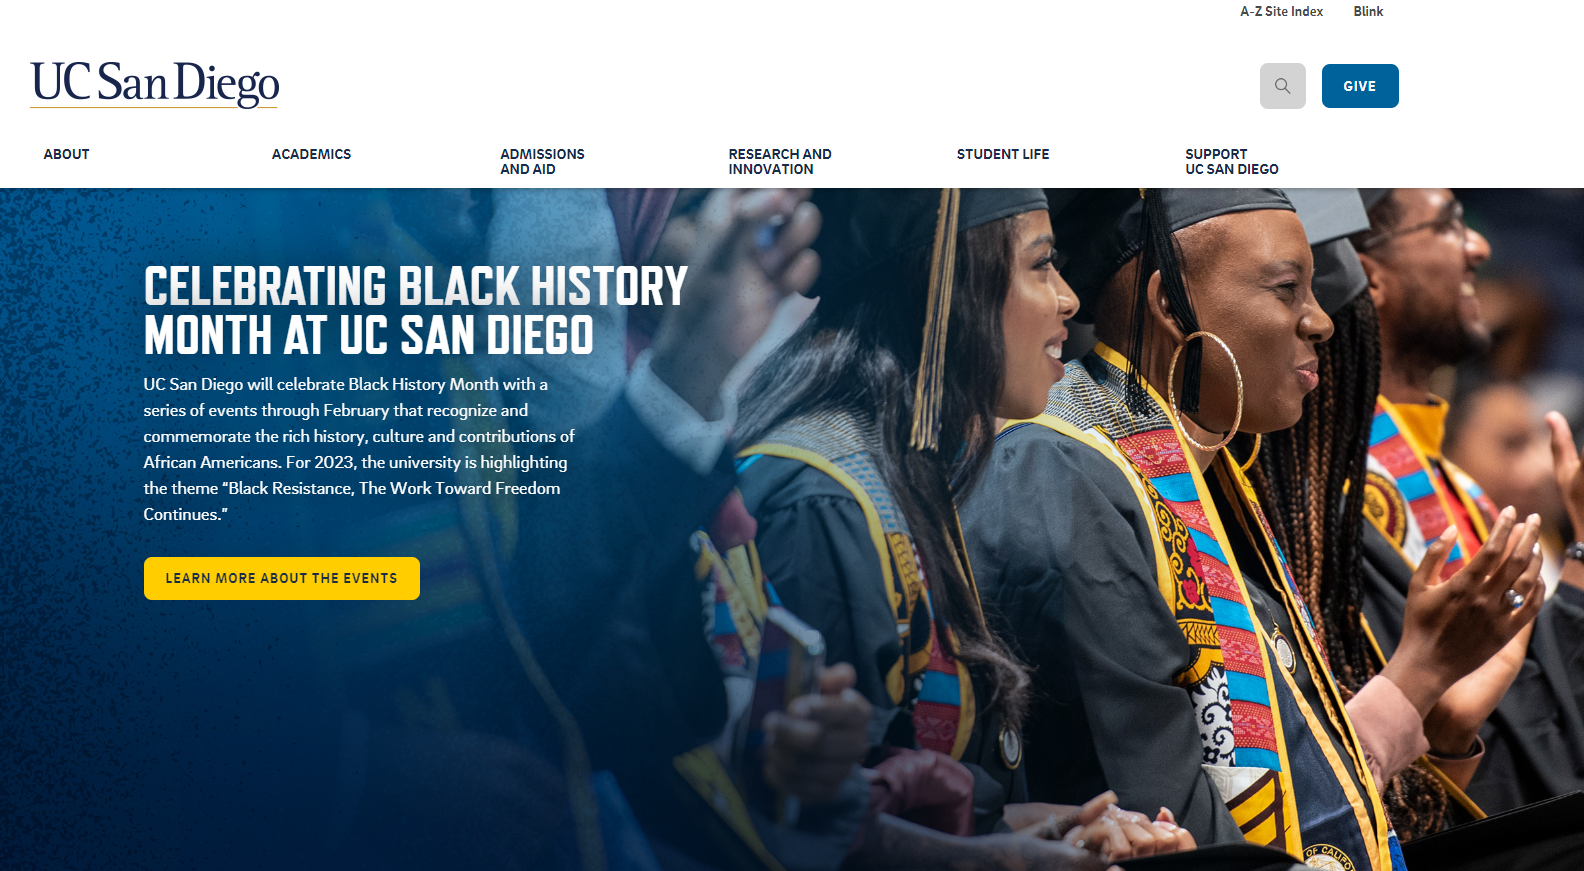 A-Z Site Index
Blink
UC San Diego
GIVE
ABOUT
ACADEMICS
ADMISSIONS
AND AID
RESEARCH AND
INNOVATION
STUDENT LIFE
SUPPORT
UC SAN DIEGO
CELEBRATING BLACK HISTORY
MONTH AT UC SAN DIEGO
UC San Diego will celebrate Black History Month with a
series of events through February that recognize and
commemorate the rich history, culture and contributions of
African Americans. For 2023, the university is highlighting
the theme “Black Resistance, The Work Toward Freedom
Continues.”
LEARN MORE ABOUT THE EVENTS